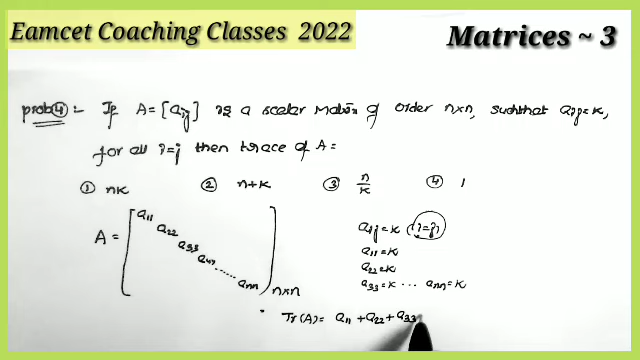 Eamcet Coaching Classes 2022
Matrices ~ 3
prob④:- If A = [aij] is a scalar matrix of order n×n, such that aij=k,
for all i=j then trace of A=
① nk ② n+k ③ n/k ④ 1
A = [a11 a22 a33 a44 ...... ann]n×n
aij=k (i=j)
a11=k
a22=k
a33=k ... ann=k
Tr(A)= a11+a22+a33